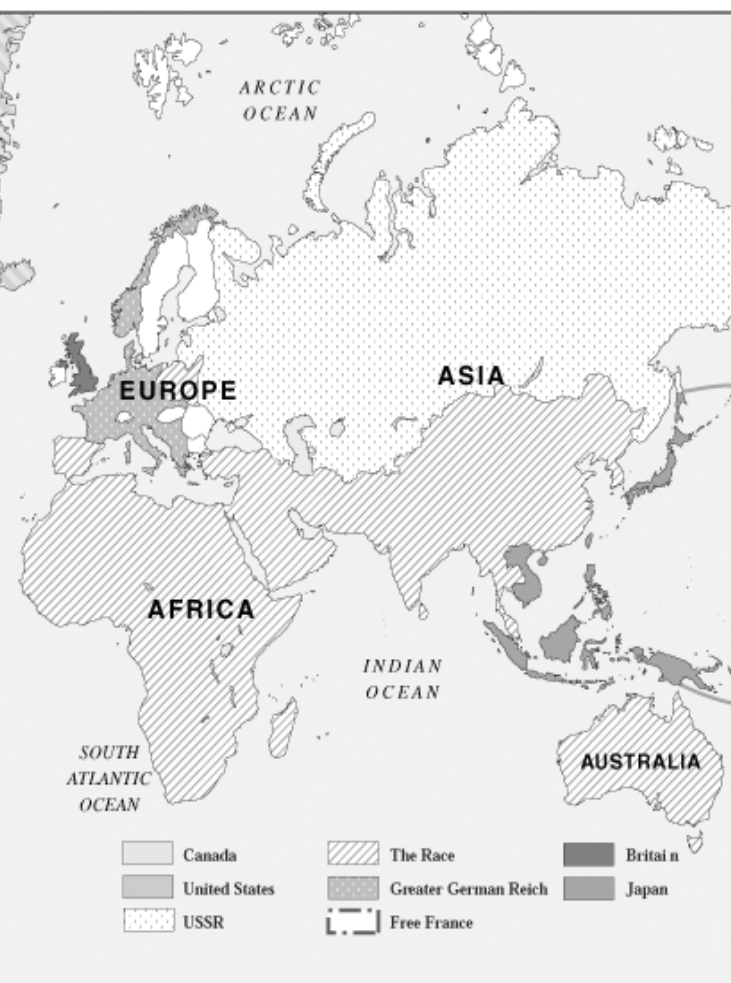 ARCTIC
OCEAN
EUROPE
ASIA
AFRICA
INDIAN
OCEAN
SOUTH
ATLANTIC
OCEAN
AUSTRALIA
Canada
The Race
Britain
United States
Greater German Reich
Japan
USSR
Free France